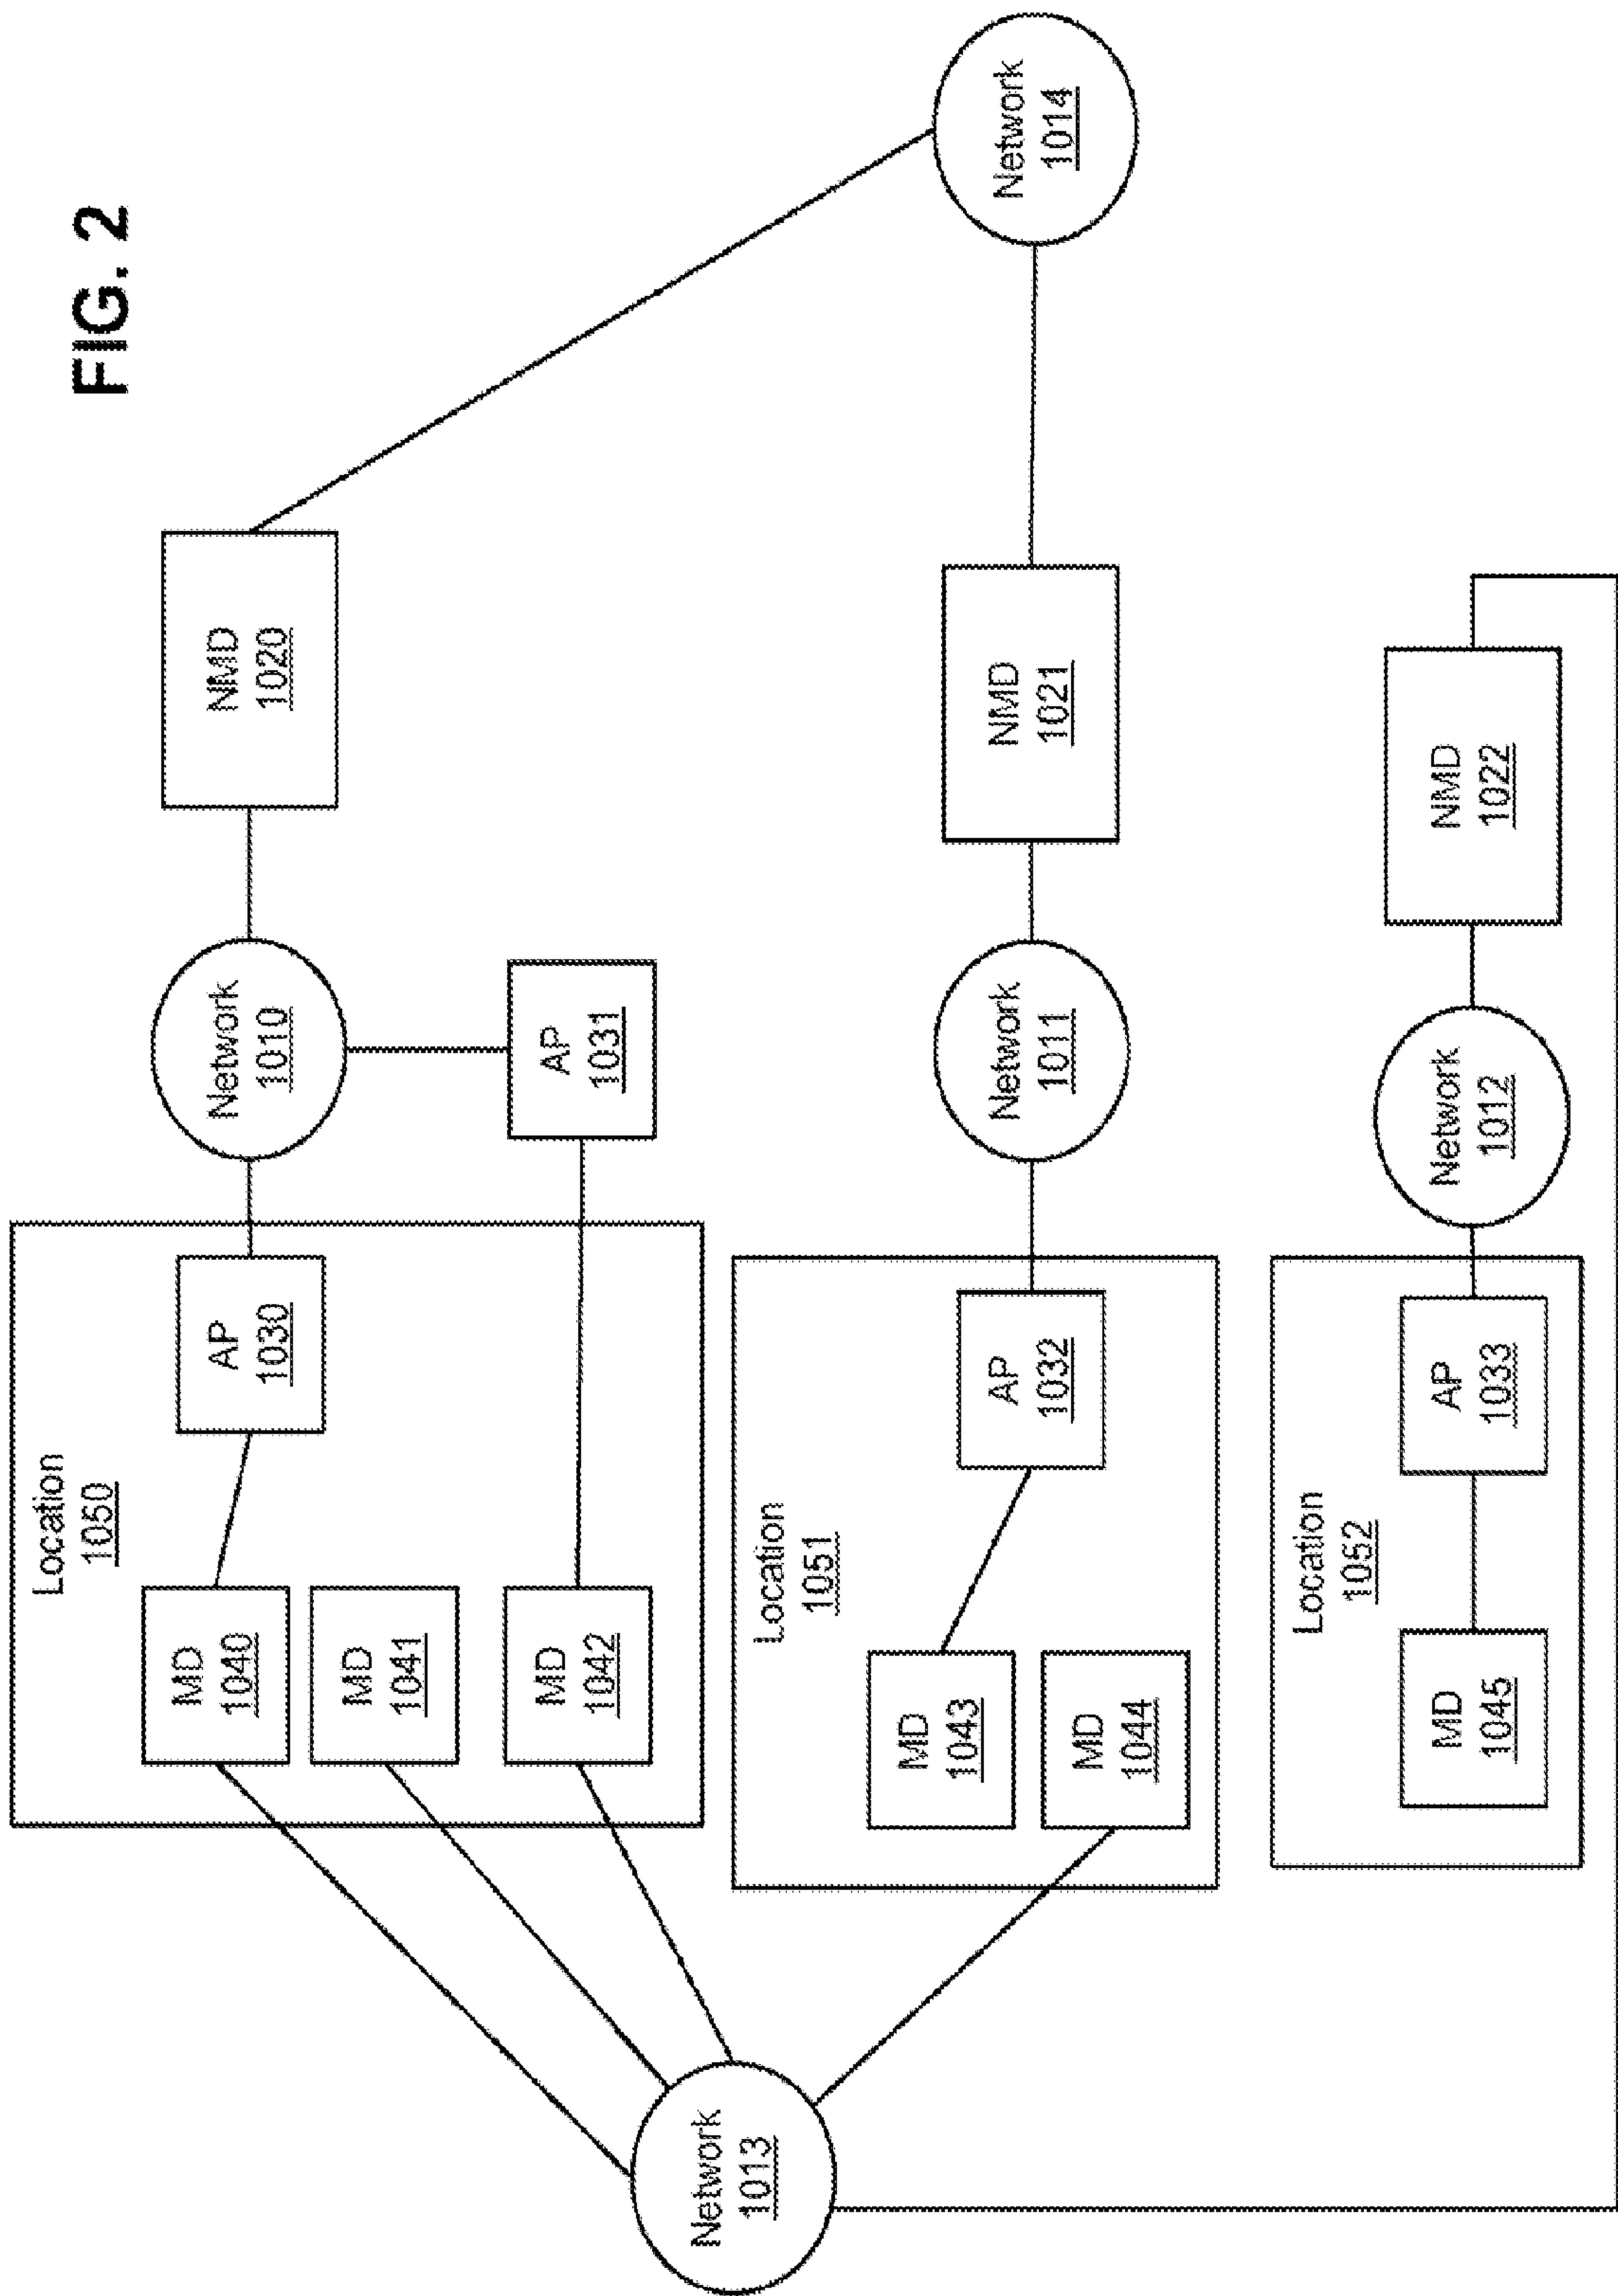 FIG. 2
Location
1050
MD
1040
MD
1041
MD
1042
AP
1030
Network
1010
AP
1031
NMD
1020
Network
1013
Location
1051
MD
1043
MD
1044
AP
1032
Network
1011
NMD
1021
Network
1014
Location
1052
MD
1045
AP
1033
Network
1012
NMD
1022